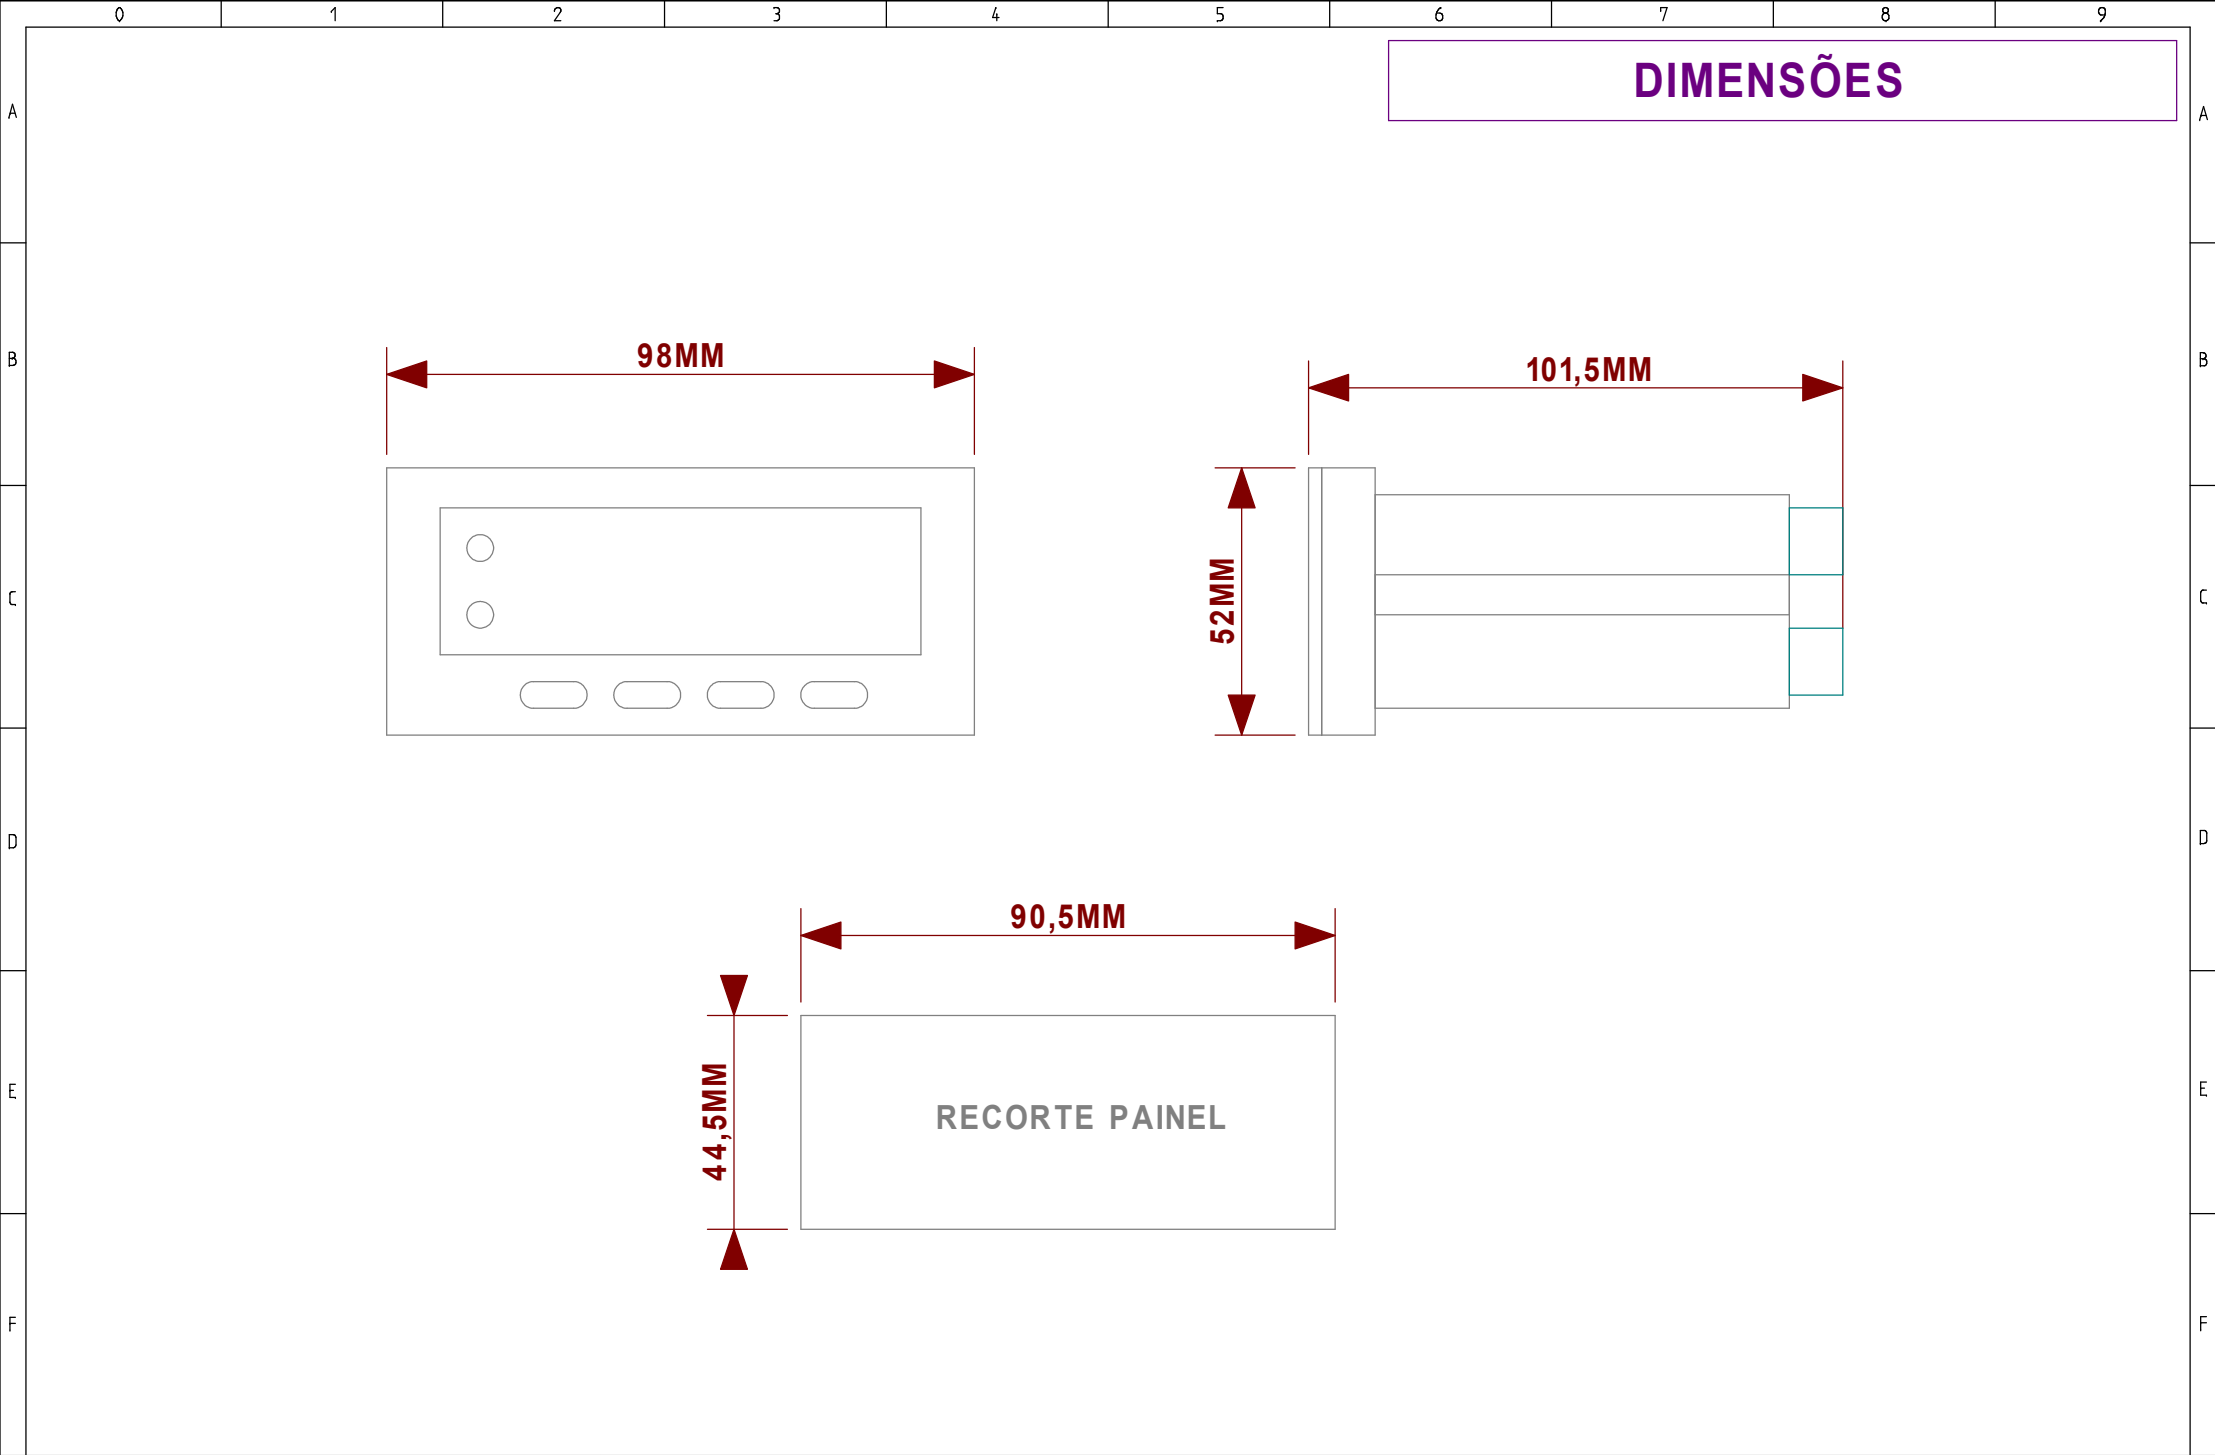 0 1 2 3 4 5 6 7 8 9
DIMENSÕES
A A
98MM
101,5MM
B B
52MM
C C
D D
90,5MM
44,5MM
RECORTE PAINEL
E E
F F